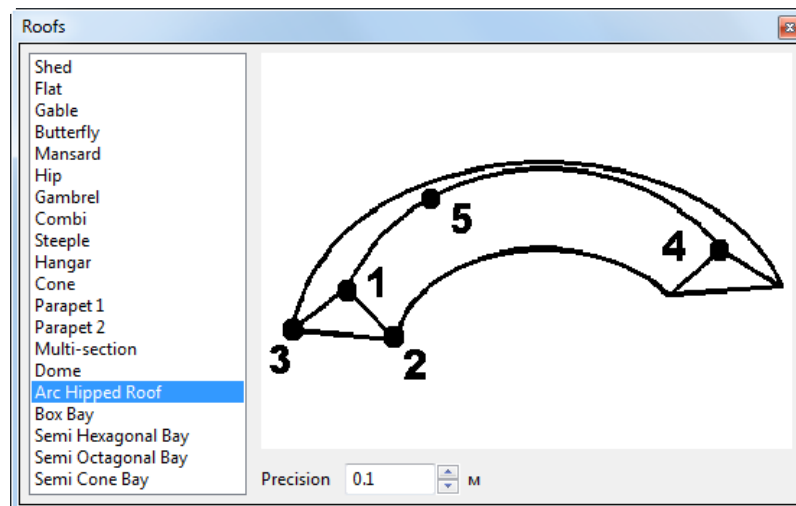 Roofs
Shed
Flat
Gable
Butterfly
Mansard
Hip
Gambrel
Combi
Steeple
Hangar
Cone
Parapet 1
Parapet 2
Multi-section
Dome
Arc Hipped Roof
Box Bay
Semi Hexagonal Bay
Semi Octagonal Bay
Semi Cone Bay
5
4
1
3
2
Precision 0.1 м